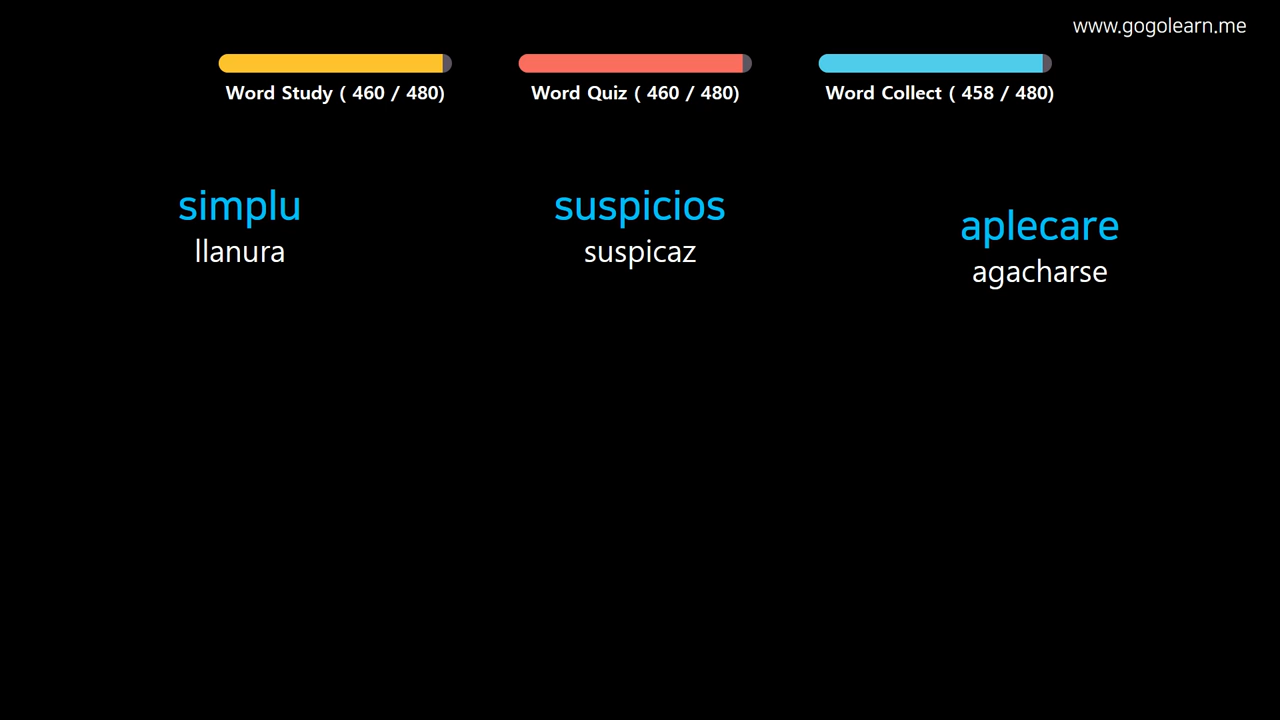 www.gogolearn.me
Word Study ( 460 / 480)
Word Quiz ( 460 / 480)
Word Collect ( 458 / 480)
simplu
llanura
suspicios
suspicaz
aplecare
agacharse